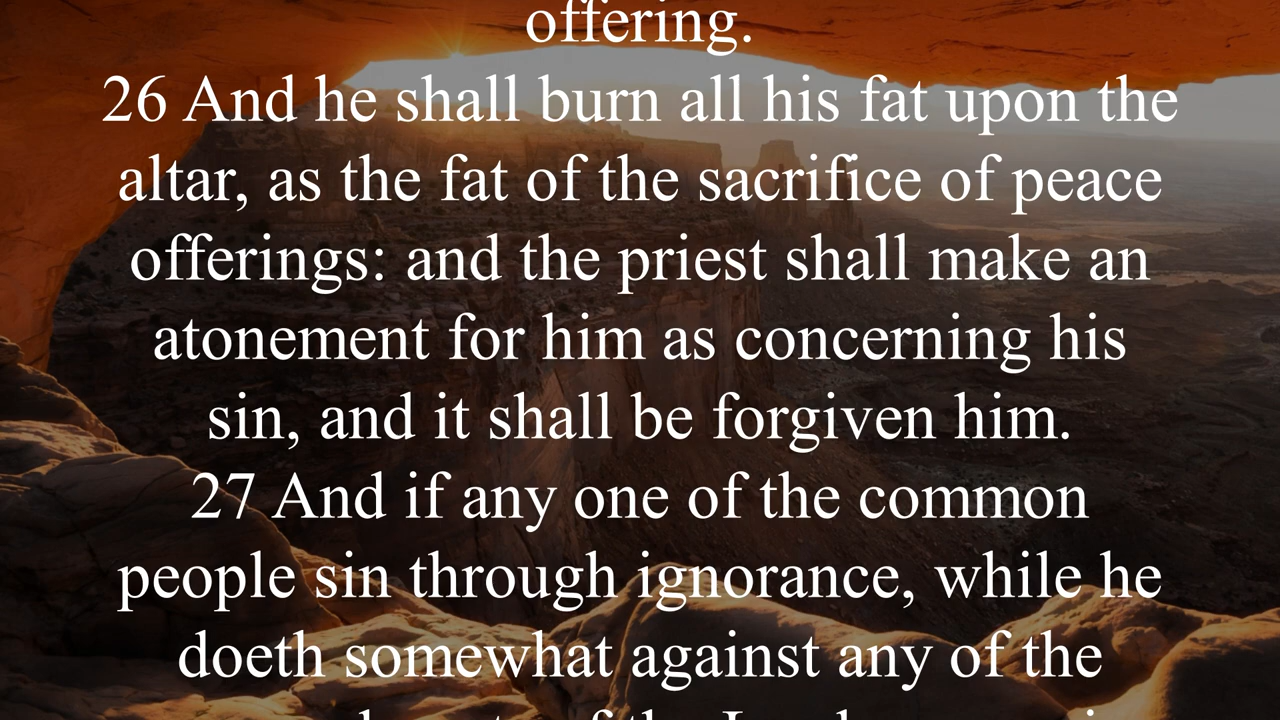 offering.
26 And he shall burn all his fat upon the
altar, as the fat of the sacrifice of peace
offerings: and the priest shall make an
atonement for him as concerning his
sin, and it shall be forgiven him.
27 And if any one of the common
people sin through ignorance, while he
doeth somewhat against any of the